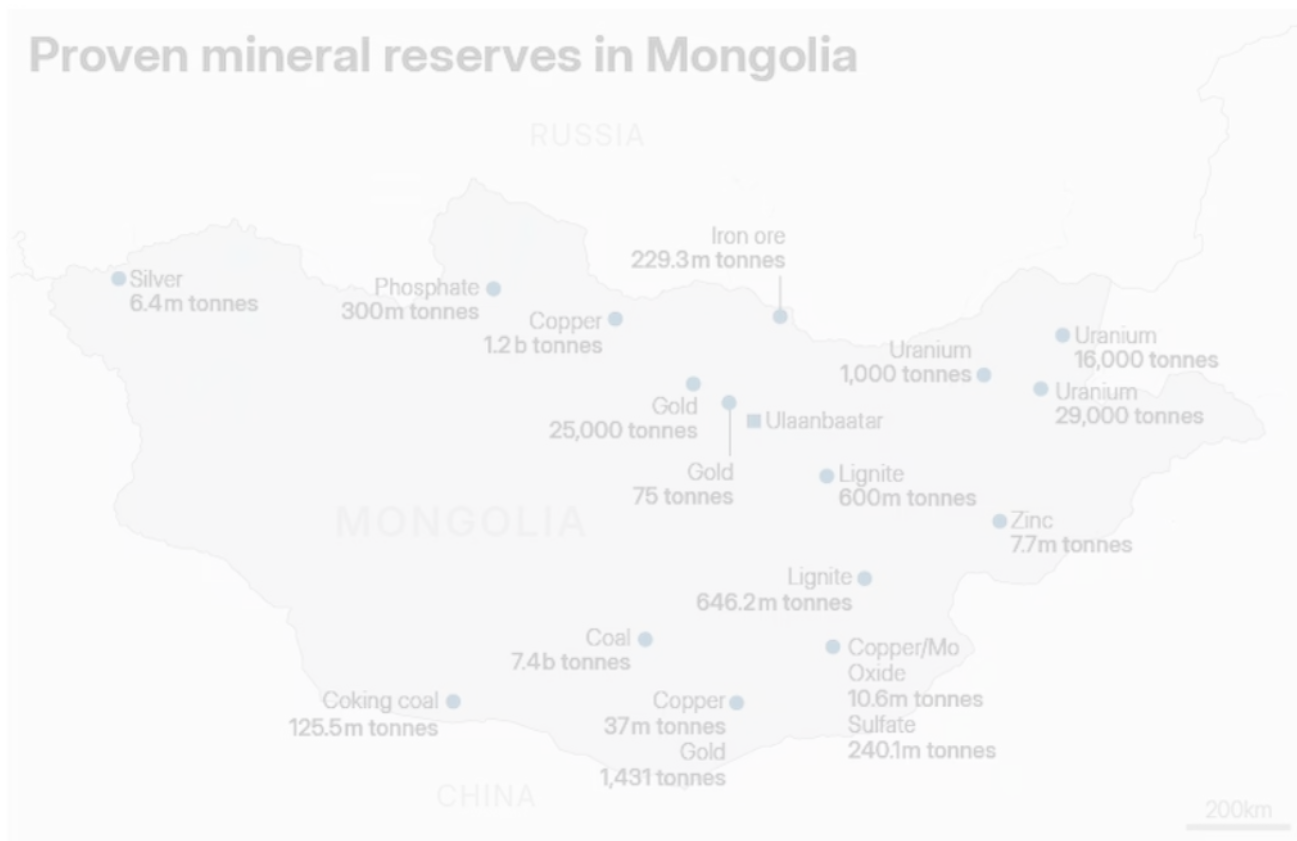 Proven mineral reserves in Mongolia
RUSSIA
Iron ore
229.3m tonnes
Silver
6.4m tonnes
Phosphate
300m tonnes
Copper
1.2b tonnes
Uranium
1,000 tonnes
Uranium
16,000 tonnes
Uranium
29,000 tonnes
Gold
25,000 tonnes
Ulaanbaatar
Gold
75 tonnes
Lignite
600m tonnes
MONGOLIA
Zinc
7.7m tonnes
Lignite
646.2m tonnes
Coal
7.4b tonnes
Copper/Mo
Oxide
10.6m tonnes
Sulfate
240.1m tonnes
Coking coal
125.5m tonnes
Copper
37m tonnes
Gold
1,431 tonnes
CHINA
200km